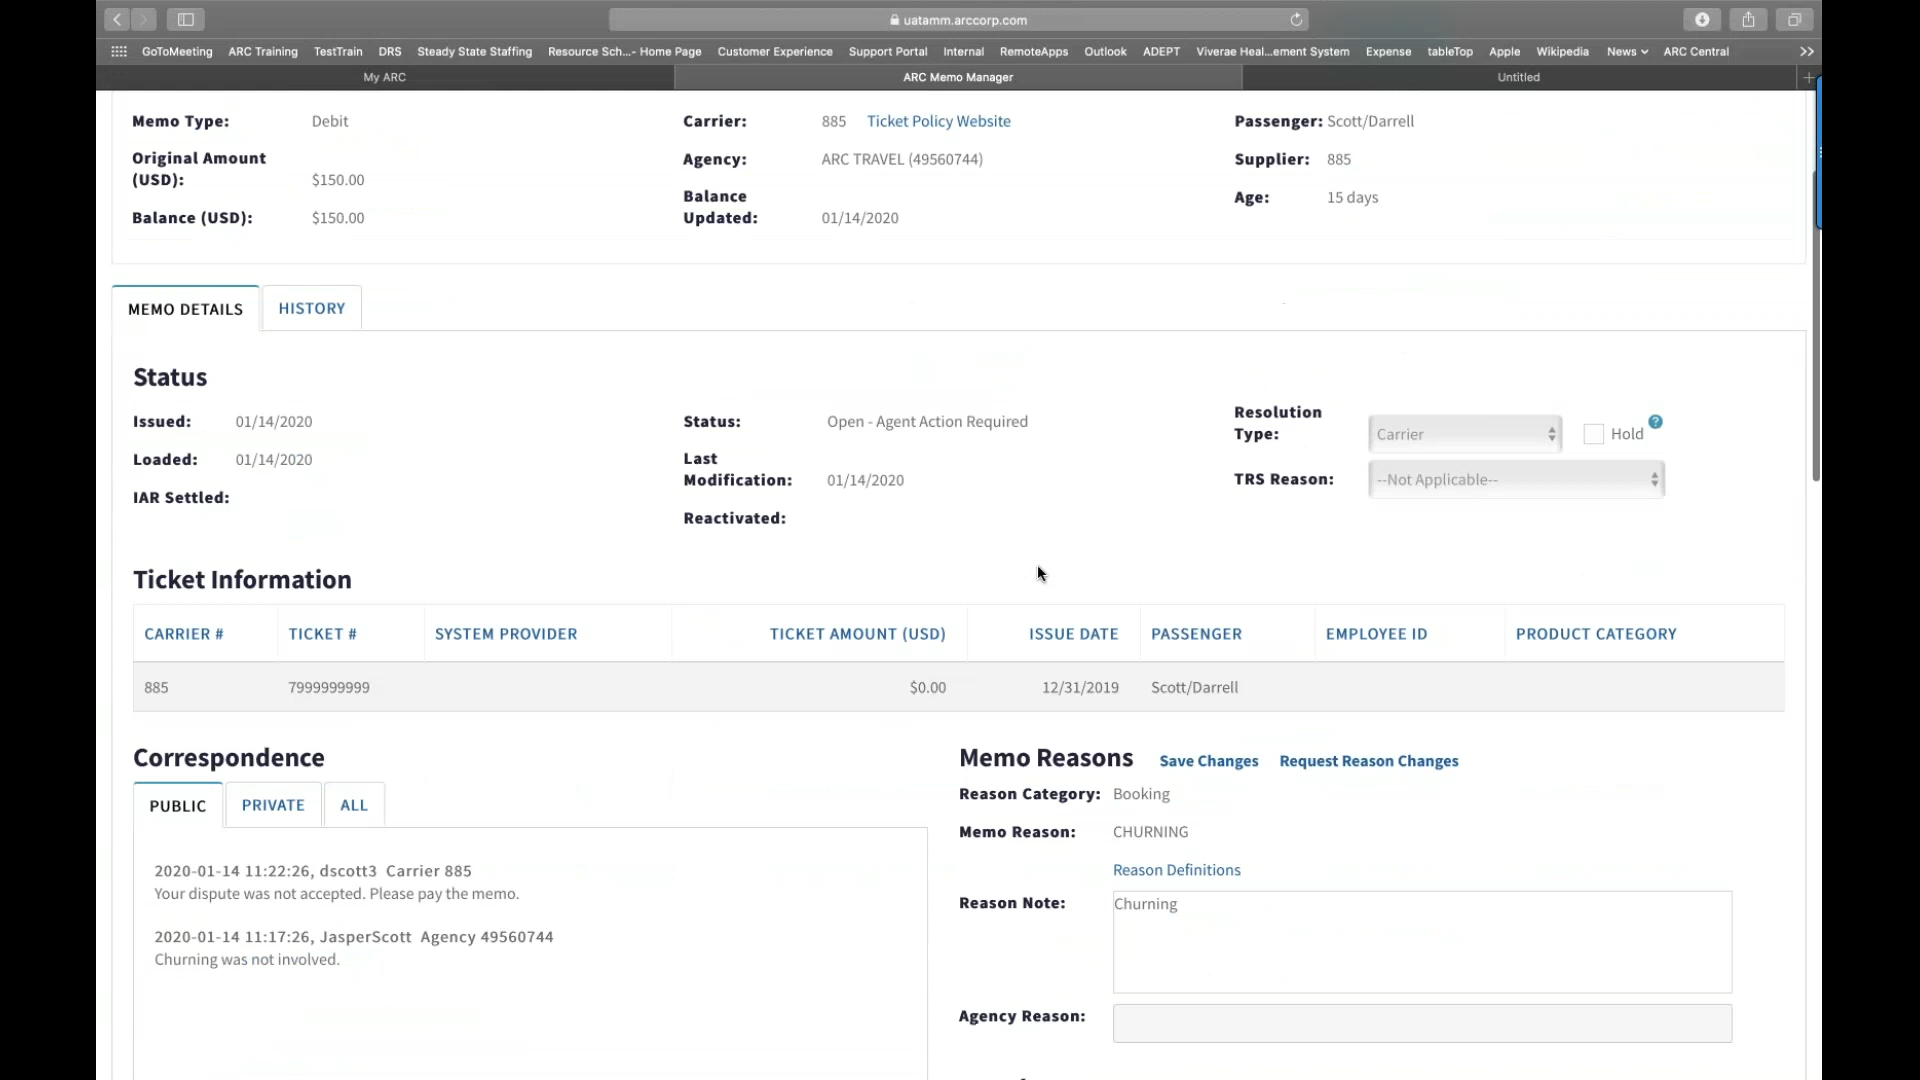 uatamm.arccorp.com
GoToMeeting ARC Training TestTrain DRS Steady State Staffing Resource Sch...- Home Page Customer Experience Support Portal Internal RemoteApps Outlook ADEPT Viverae Heal...ement System Expense tableTop Apple Wikipedia News ARC Central >>
My ARC ARC Memo Manager Untitled +
Memo Type: Debit Carrier: 885 Ticket Policy Website Passenger: Scott/Darrell
Original Amount (USD): $150.00 Agency: ARC TRAVEL (49560744) Supplier: 885
Balance (USD): $150.00 Balance Updated: 01/14/2020 Age: 15 days
MEMO DETAILS HISTORY
Status
Issued: 01/14/2020 Status: Open - Agent Action Required Resolution Type: Carrier Hold ?
Loaded: 01/14/2020 Last Modification: 01/14/2020 TRS Reason: --Not Applicable--
IAR Settled: Reactivated:
Ticket Information
CARRIER # TICKET # SYSTEM PROVIDER TICKET AMOUNT (USD) ISSUE DATE PASSENGER EMPLOYEE ID PRODUCT CATEGORY
885 7999999999 $0.00 12/31/2019 Scott/Darrell
Correspondence
PUBLIC PRIVATE ALL
2020-01-14 11:22:26, dscott3 Carrier 885
Your dispute was not accepted. Please pay the memo.
2020-01-14 11:17:26, JasperScott Agency 49560744
Churning was not involved.
Memo Reasons Save Changes Request Reason Changes
Reason Category: Booking
Memo Reason: CHURNING
Reason Definitions
Reason Note: Churning
Agency Reason: